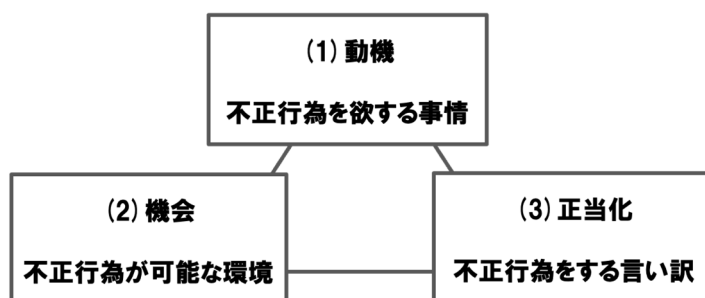 (1)動機
不正行為を欲する事情
(2)機会
不正行為が可能な環境
(3)正当化
不正行為をする言い訳